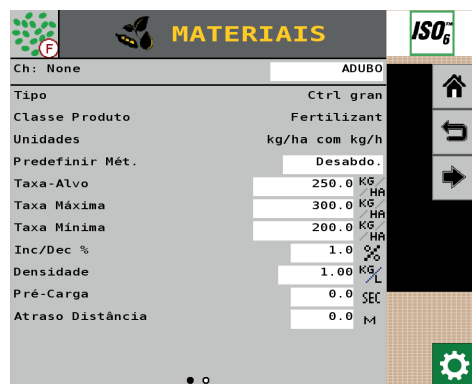 F
MATERIAIS
ISO6™
Ch: None
ADUBO
Tipo Ctrl gran
Classe Produto Fertilizant
Unidades kg/ha com kg/h
Predefinir Mét. Desabdo.
Taxa-Alvo 250.0 KG/HA
Taxa Máxima 300.0 KG/HA
Taxa Mínima 200.0 KG/HA
Inc/Dec % 1.0 %
Densidade 1.00 KG/L
Pré-Carga 0.0 SEC
Atraso Distância 0.0 M